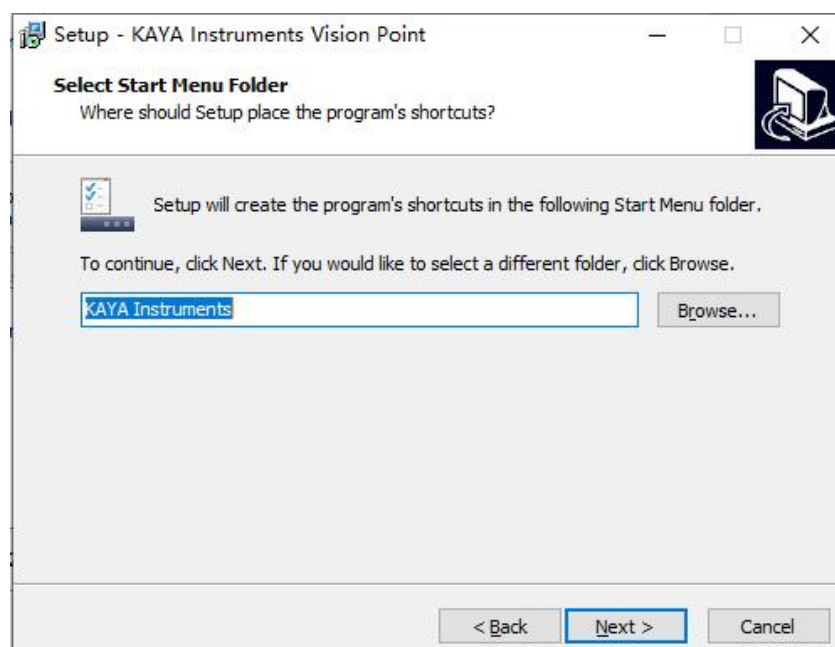 Setup - KAYA Instruments Vision Point
Select Start Menu Folder
Where should Setup place the program's shortcuts?
Setup will create the program's shortcuts in the following Start Menu folder.
To continue, click Next. If you would like to select a different folder, click Browse.
KAYA Instruments
Browse...
< Back
Next >
Cancel